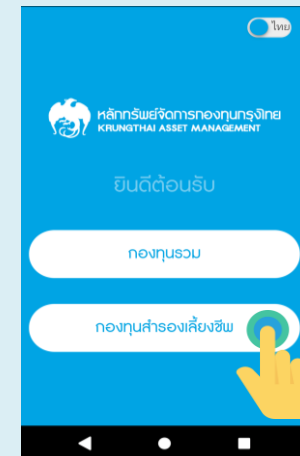 ไทย
หลักทรัพย์จัดการกองทุนกรุงไทย
KRUNGTHAI ASSET MANAGEMENT
ยินดีต้อนรับ
กองทุนรวม
กองทุนสำรองเลี้ยงชีพ